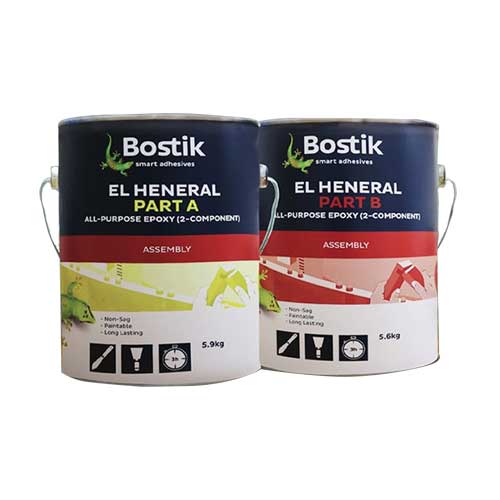 Bostik
smart adhesives
EL HENERAL
PART A
ALL-PURPOSE EPOXY (2-COMPONENT)
ASSEMBLY
- Non-Sag
- Paintable
- Long Lasting
3h
5.9kg
Bostik
smart adhesives
EL HENERAL
PART B
ALL-PURPOSE EPOXY (2-COMPONENT)
ASSEMBLY
- Non-Sag
- Paintable
- Long Lasting
3h
5.6kg